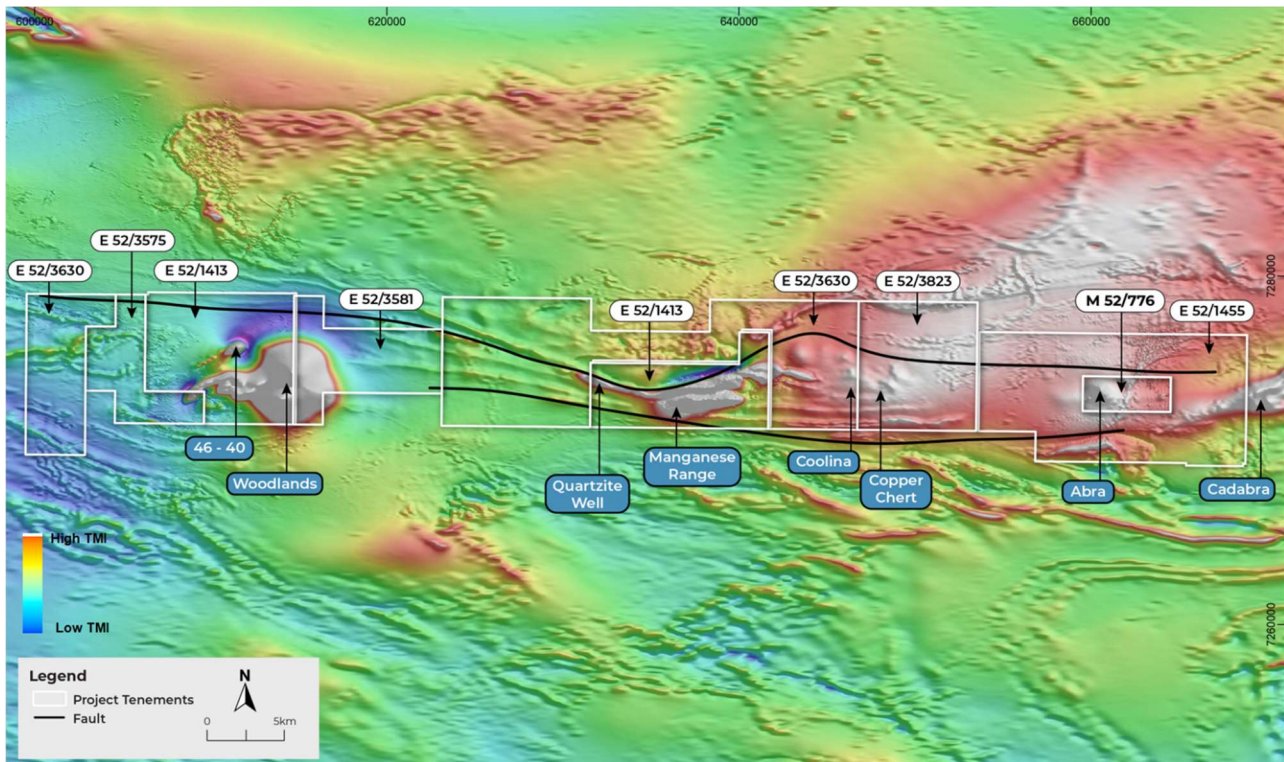 600000
620000
640000
660000
E 52/3575
E 52/3630
E 52/1413
E 52/3581
E 52/1413
E 52/3630
E 52/3823
M 52/776
E 52/1455
7280000
46 - 40
Woodlands
Quartzite
Well
Manganese
Range
Coolina
Copper
Chert
Abra
Cadabra
High TMI
Low TMI
7260000
Legend
Project Tenements
Fault
N
0
5km